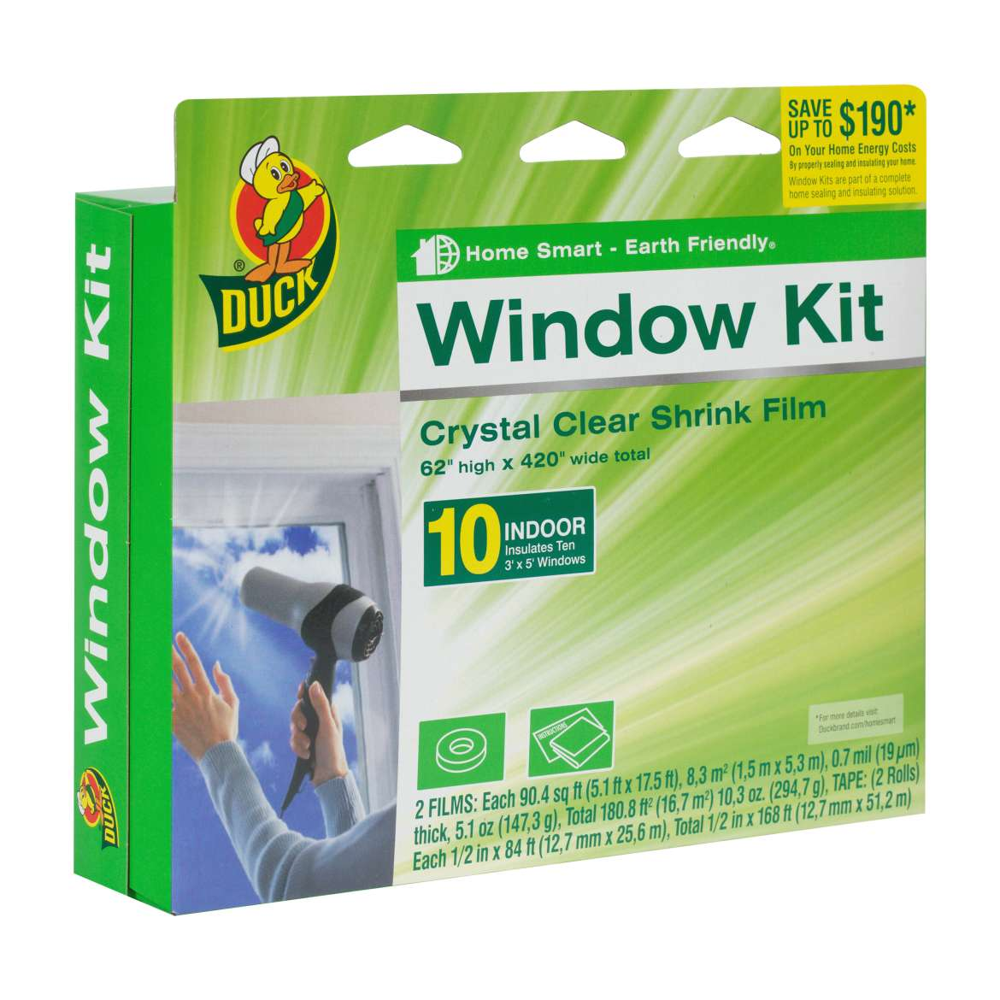 DUCK
®
SAVE
UP TO $190*
On Your Home Energy Costs
By properly sealing and insulating your home.
Window Kits are part of a complete
home sealing and insulating solution.
Home Smart - Earth Friendly®
Window Kit
Crystal Clear Shrink Film
62" high x 420" wide total
10 INDOOR
Insulates Ten
3' x 5' Windows
INSTRUCTIONS
*For more details visit:
Duckbrand.com/homesmart
2 FILMS: Each 90.4 sq ft (5.1 ft x 17.5 ft), 8,3 m² (1,5 m x 5,3 m), 0.7 mil (19 µm)
thick, 5.1 oz (147,3 g), Total 180.8 ft² (16,7 m²) 10,3 oz. (294,7 g), TAPE: (2 Rolls)
Each 1/2 in x 84 ft (12,7 mm x 25,6 m), Total 1/2 in x 168 ft (12,7 mm x 51,2 m)
Window Kit
DUCK